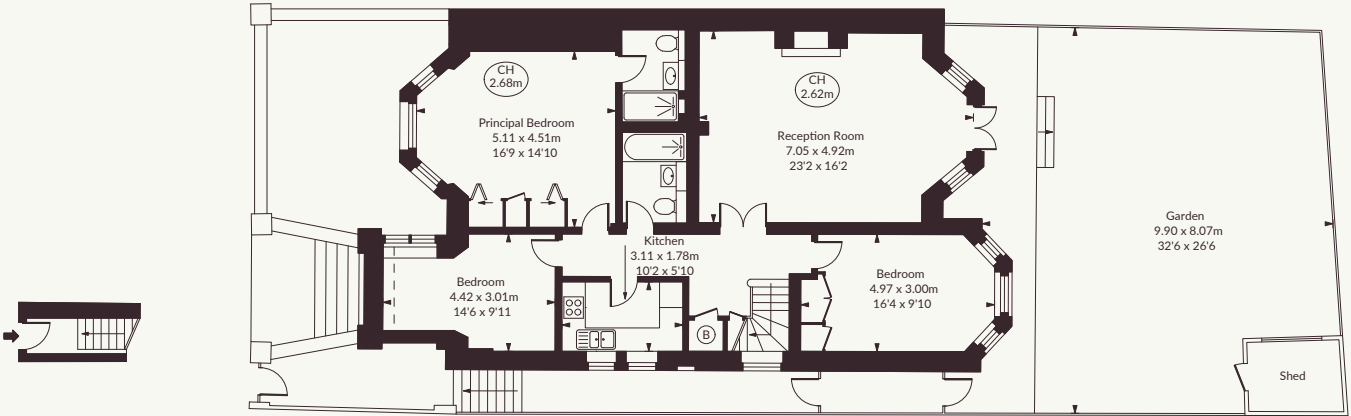 CH
2.68m
Principal Bedroom
5.11 x 4.51m
16'9 x 14'10
CH
2.62m
Reception Room
7.05 x 4.92m
23'2 x 16'2
Garden
9.90 x 8.07m
32'6 x 26'6
Kitchen
3.11 x 1.78m
10'2 x 5'10
Bedroom
4.42 x 3.01m
14'6 x 9'11
Bedroom
4.97 x 3.00m
16'4 x 9'10
B
Shed